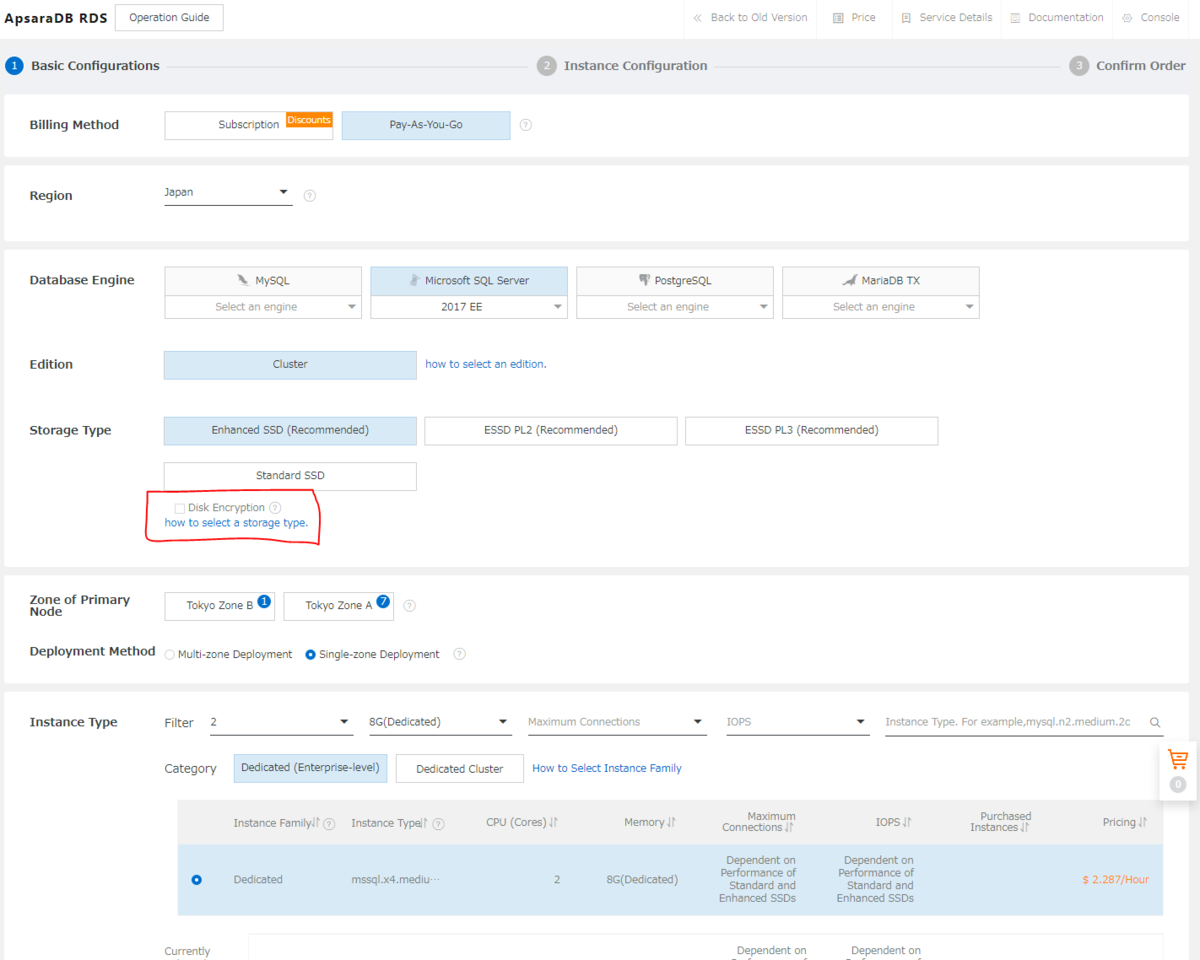 ApsaraDB RDS Operation Guide Back to Old Version Price Service Details Documentation Console
1 Basic Configurations 2 Instance Configuration 3 Confirm Order
Billing Method Subscription Discounts Pay-As-You-Go ?
Region Japan ?
Database Engine MySQL Microsoft SQL Server PostgreSQL MariaDB TX
Select an engine 2017 EE Select an engine Select an engine
Edition Cluster how to select an edition.
Storage Type Enhanced SSD (Recommended) ESSD PL2 (Recommended) ESSD PL3 (Recommended)
Standard SSD
Disk Encryption ?
how to select a storage type.
Zone of Primary
Node
Tokyo Zone B 1 Tokyo Zone A 7 ?
Deployment Method Multi-zone Deployment Single-zone Deployment ?
Instance Type Filter 2 8G(Dedicated) Maximum Connections IOPS Instance Type. For example,mysql.n2.medium.2c
0
Category Dedicated (Enterprise-level) Dedicated Cluster How to Select Instance Family
Instance Family ? Instance Type ? CPU (Cores) Memory Maximum
Connections IOPS Purchased
Instances Pricing
Dedicated mssql.x4.mediu··· 2 8G(Dedicated) Dependent on
Performance of
Standard and
Enhanced SSDs
Dependent on
Performance of
Standard and
Enhanced SSDs
$ 2.287/Hour
Currently
Dependent on Dependent on